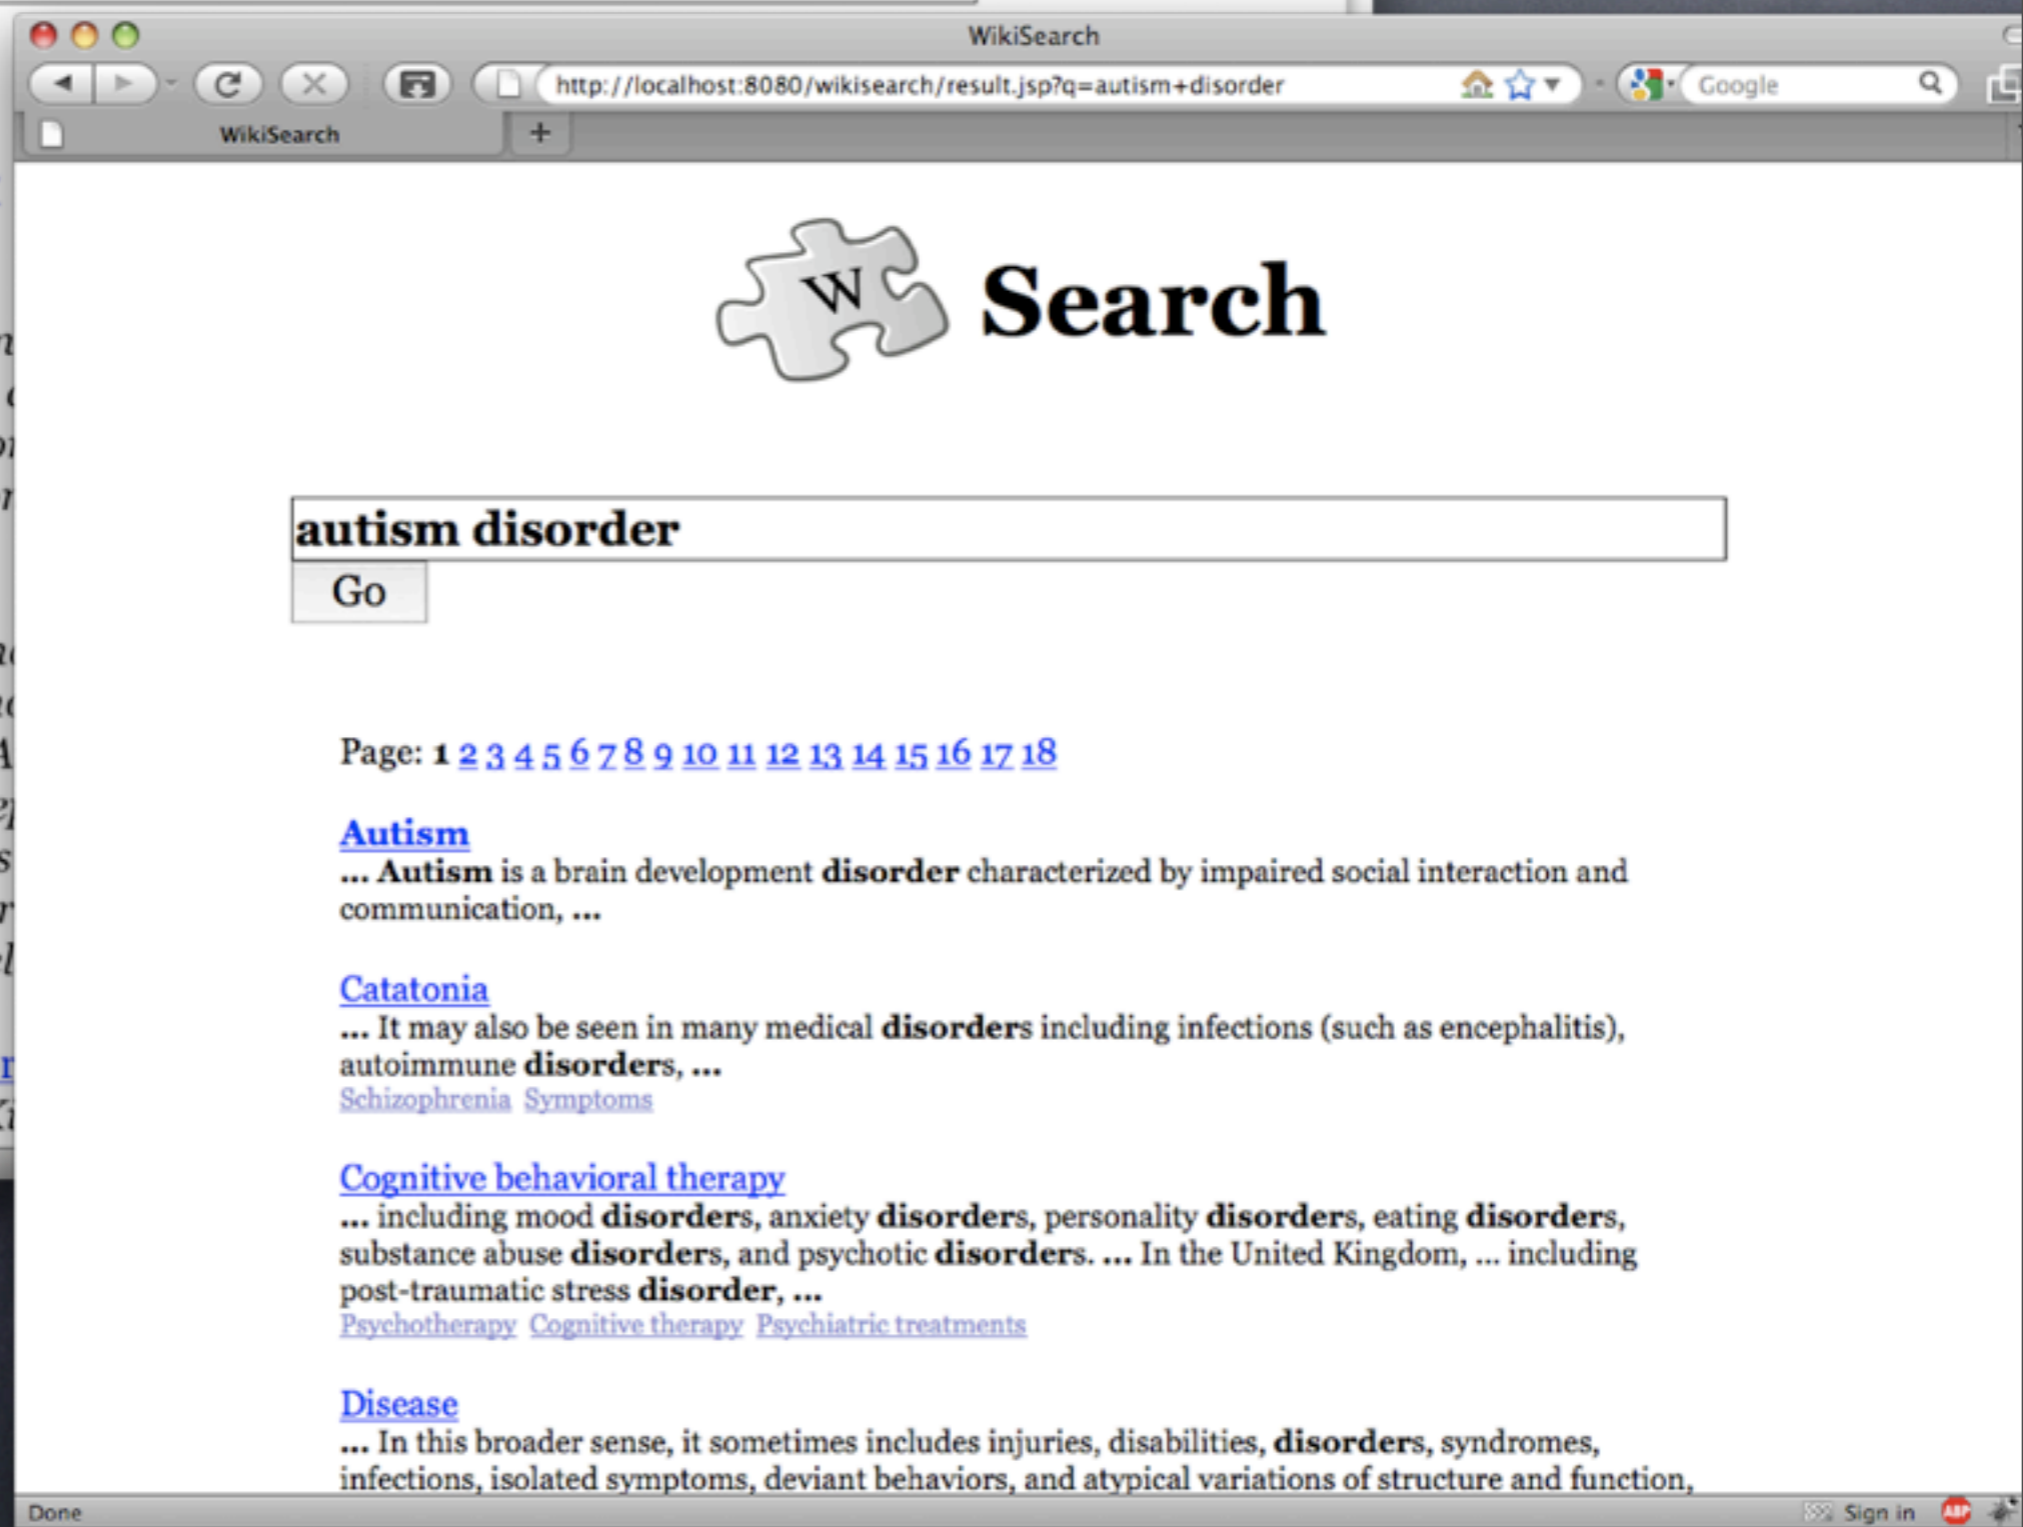 WikiSearch
http://localhost:8080/wikisearch/result.jsp?q=autism+disorder
Google
WikiSearch
+
W Search
autism disorder
Go
Page: 1 2 3 4 5 6 7 8 9 10 11 12 13 14 15 16 17 18
Autism
... Autism is a brain development disorder characterized by impaired social interaction and
communication, ...
Catatonia
... It may also be seen in many medical disorders including infections (such as encephalitis),
autoimmune disorders, ...
Schizophrenia Symptoms
Cognitive behavioral therapy
... including mood disorders, anxiety disorders, personality disorders, eating disorders,
substance abuse disorders, and psychotic disorders. ... In the United Kingdom, ... including
post-traumatic stress disorder, ...
Psychotherapy Cognitive therapy Psychiatric treatments
Disease
... In this broader sense, it sometimes includes injuries, disabilities, disorders, syndromes,
infections, isolated symptoms, deviant behaviors, and atypical variations of structure and function,
Done
Sign in
ABP